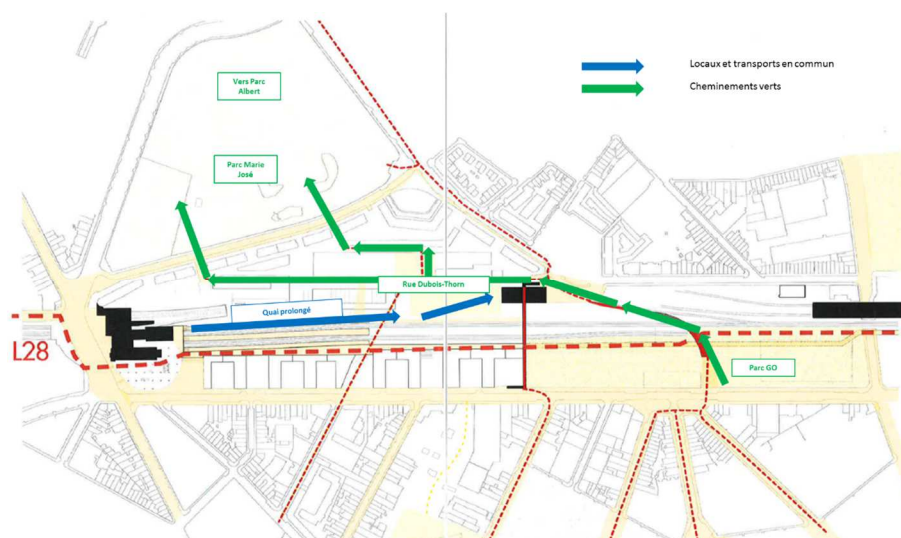 Locaux et transports en commun
Cheminements verts
Vers Parc
Albert
Parc Marie
José
Rue Dubois-Thorn
Quai prolongé
L28
Parc GO